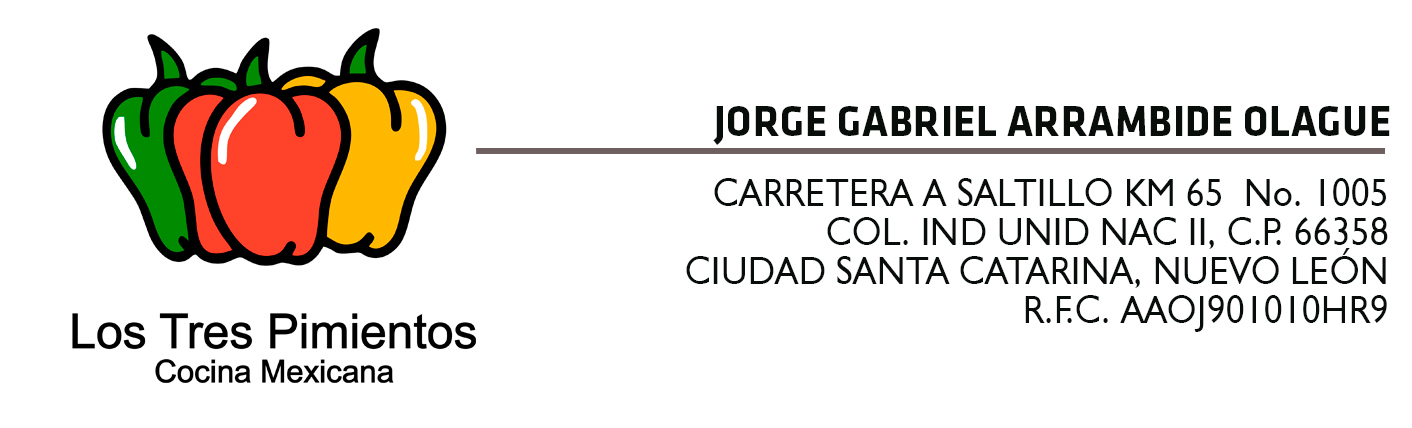 Los Tres Pimientos
Cocina Mexicana
JORGE GABRIEL ARRAMBIDE OLAGUE
CARRETERA A SALTILLO KM 65  No. 1005
COL. IND UNID NAC II, C.P. 66358
CIUDAD SANTA CATARINA, NUEVO LEÓN
R.F.C. AAOJ901010HR9